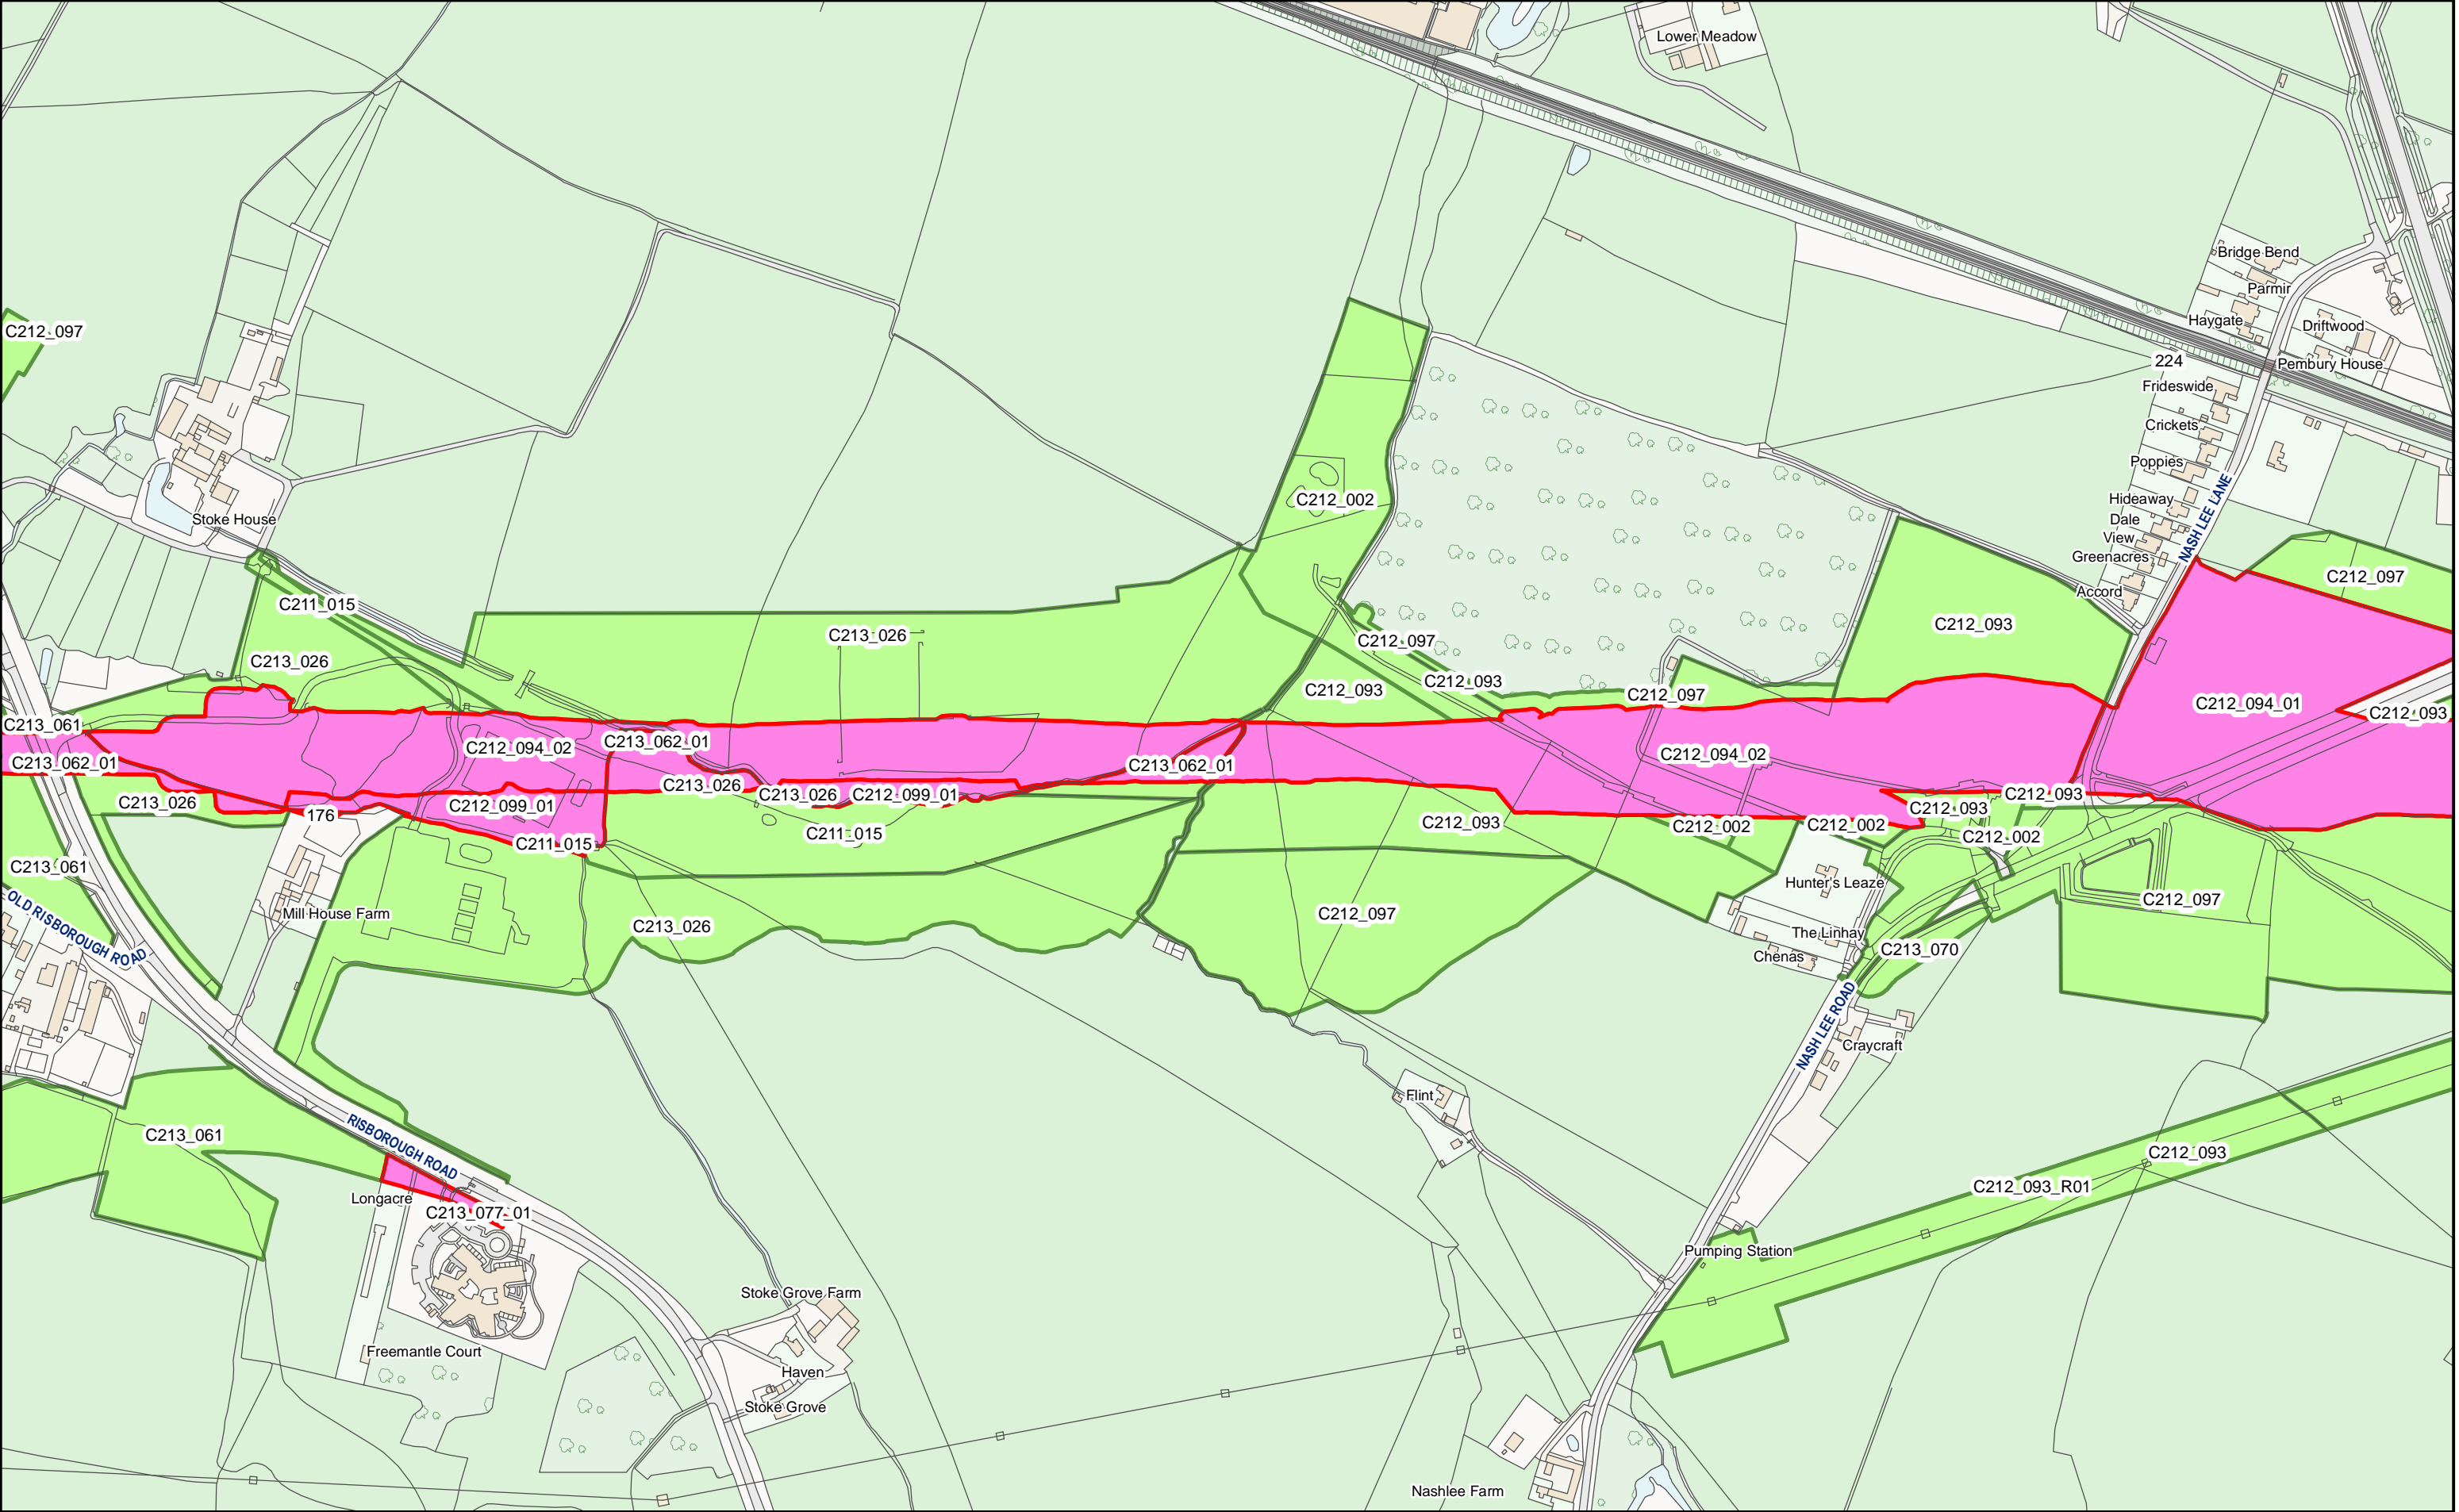 Lower Meadow
Bridge Bend
Parmir
Haygate
Driftwood
C212_097
224
Pembury House
Frideswide
Crickets
Poppies
Hideaway
C212_002
Stoke House
Dale
View
NASH LEE LANE
Greenacres
C212_097
Accord
C211_015
C212_093
C213_026
C212_097
C213_026
C212_093
C212_093
C212_097
C212_094_01
C212_093
C213_061
C213_062_01
C212_094_02
C212_094_02
C213_062_01
C213_062_01
C213_026
C213_026
C212_099_01
C212_093
C213_026
C212_099_01
C212_093
176
C212_093
C212_002
C212_002
C211_015
C212_002
C211_015
C213_061
Hunter's Leaze
C212_097
OLD RISBOROUGH ROAD
Mill House Farm
C212_097
C213_026
The Linhay
C213_070
Chenas
NASH LEE ROAD
Craycraft
Flint
C213_061
RISBOROUGH ROAD
C212_093
C212_093_R01
Longacre
C213_077_01
Pumping Station
Stoke Grove Farm
Freemantle Court
Haven
Stoke Grove
Nashlee Farm